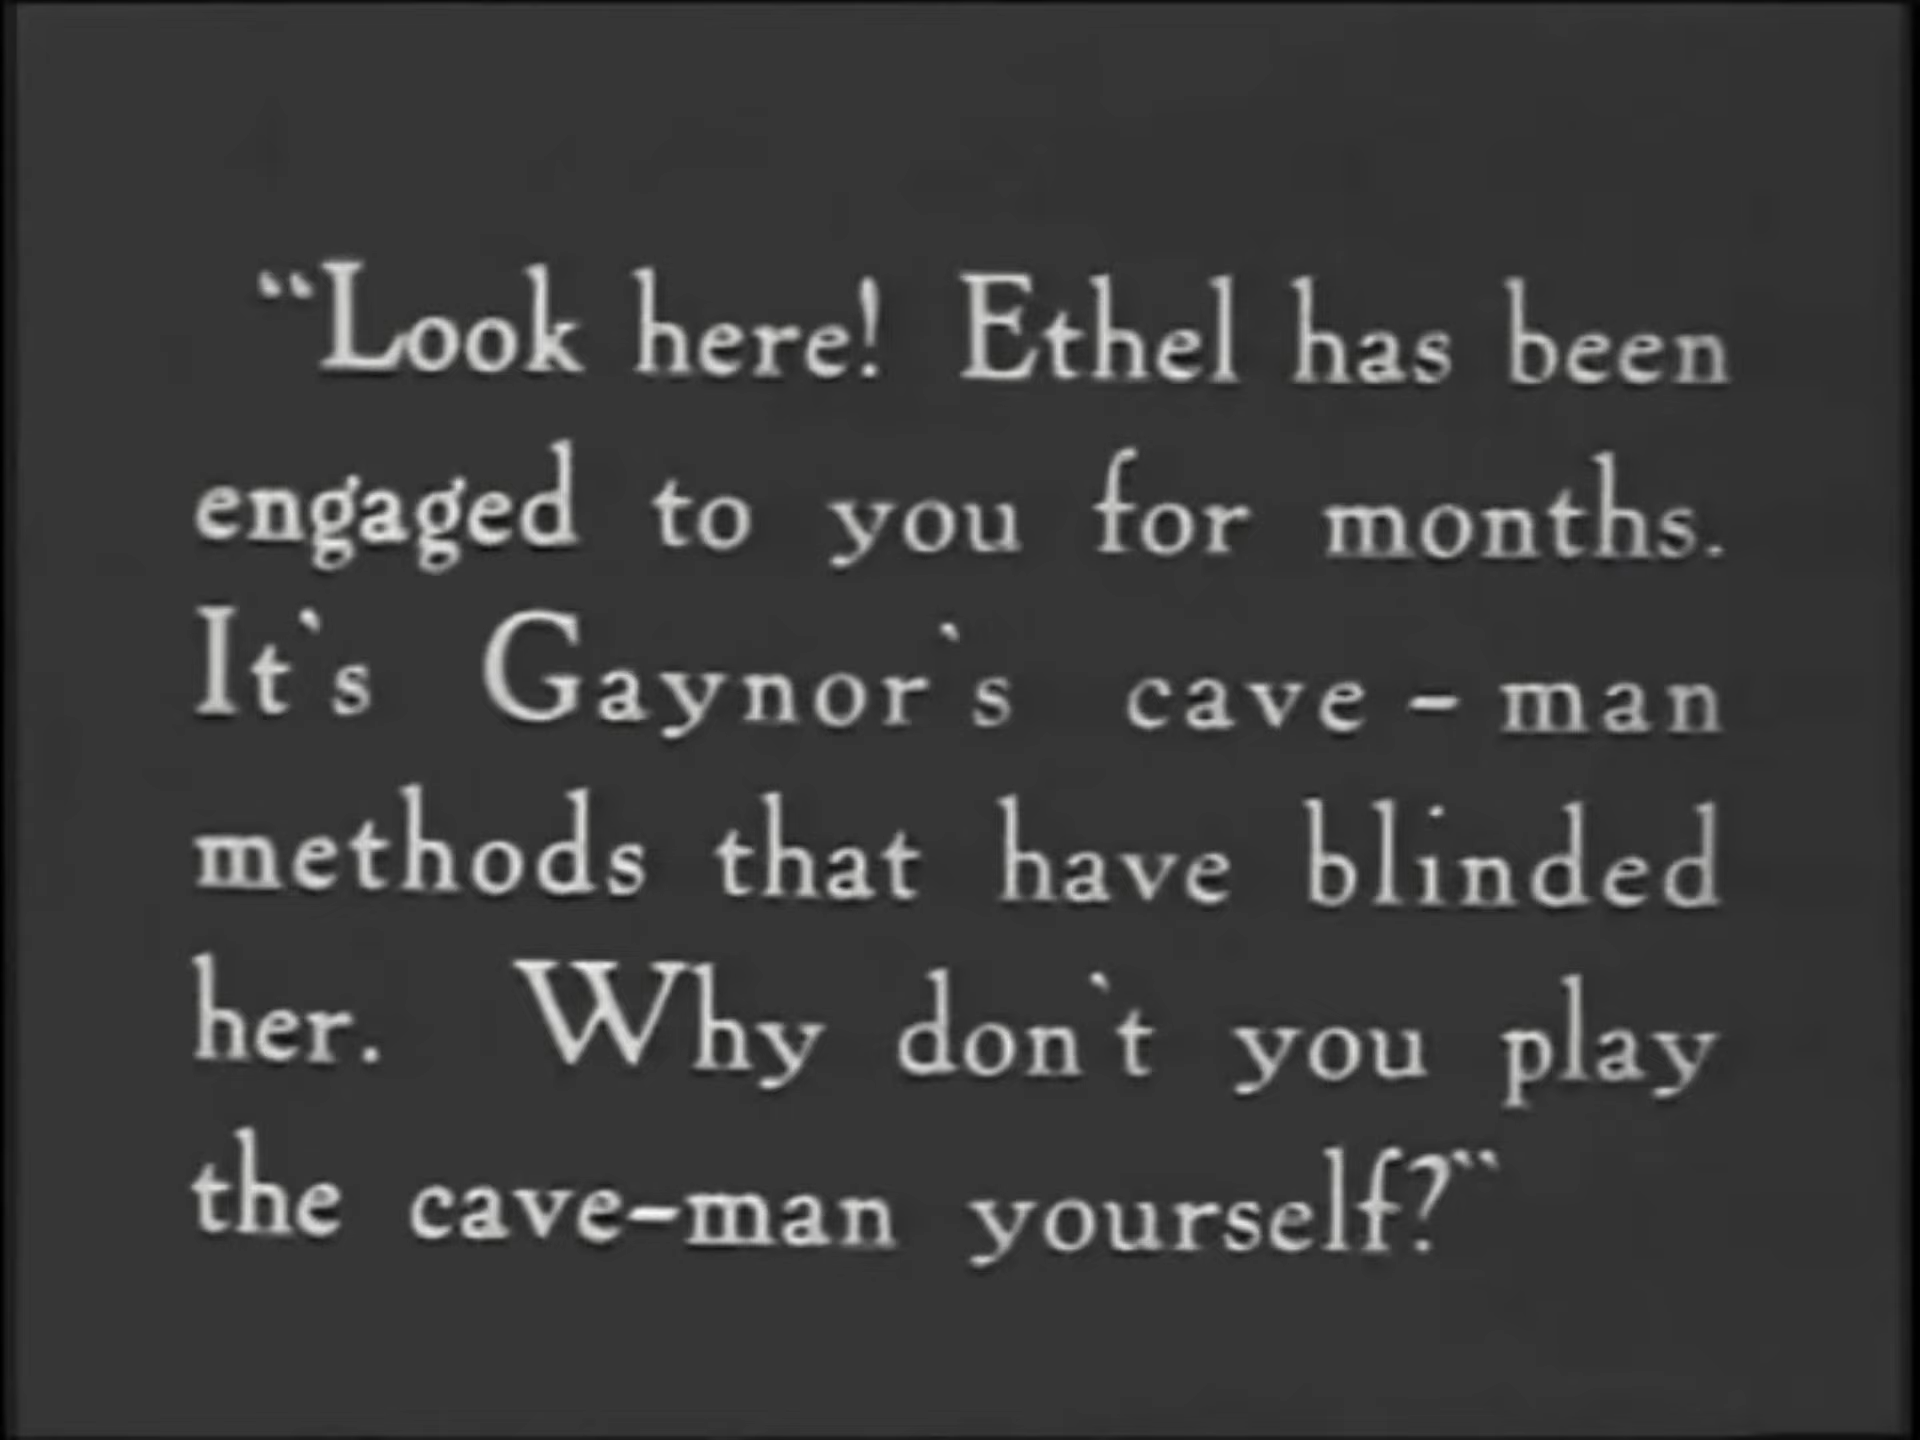 “Look here! Ethel has been
engaged to you for months.
It`s Gaynor`s cave-man
methods that have blinded
her. Why don`t you play
the cave-man yourself?``